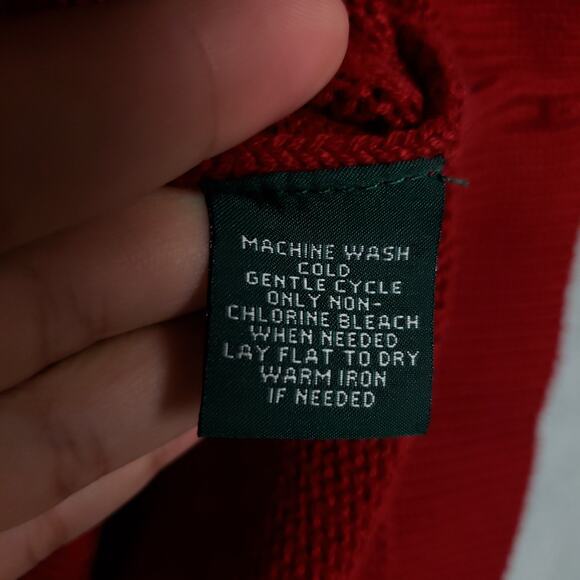 MACHINE WASH
COLD
GENTLE CYCLE
ONLY NON-
CHLORINE BLEACH
WHEN NEEDED
LAY FLAT TO DRY
WARM IRON
IF NEEDED